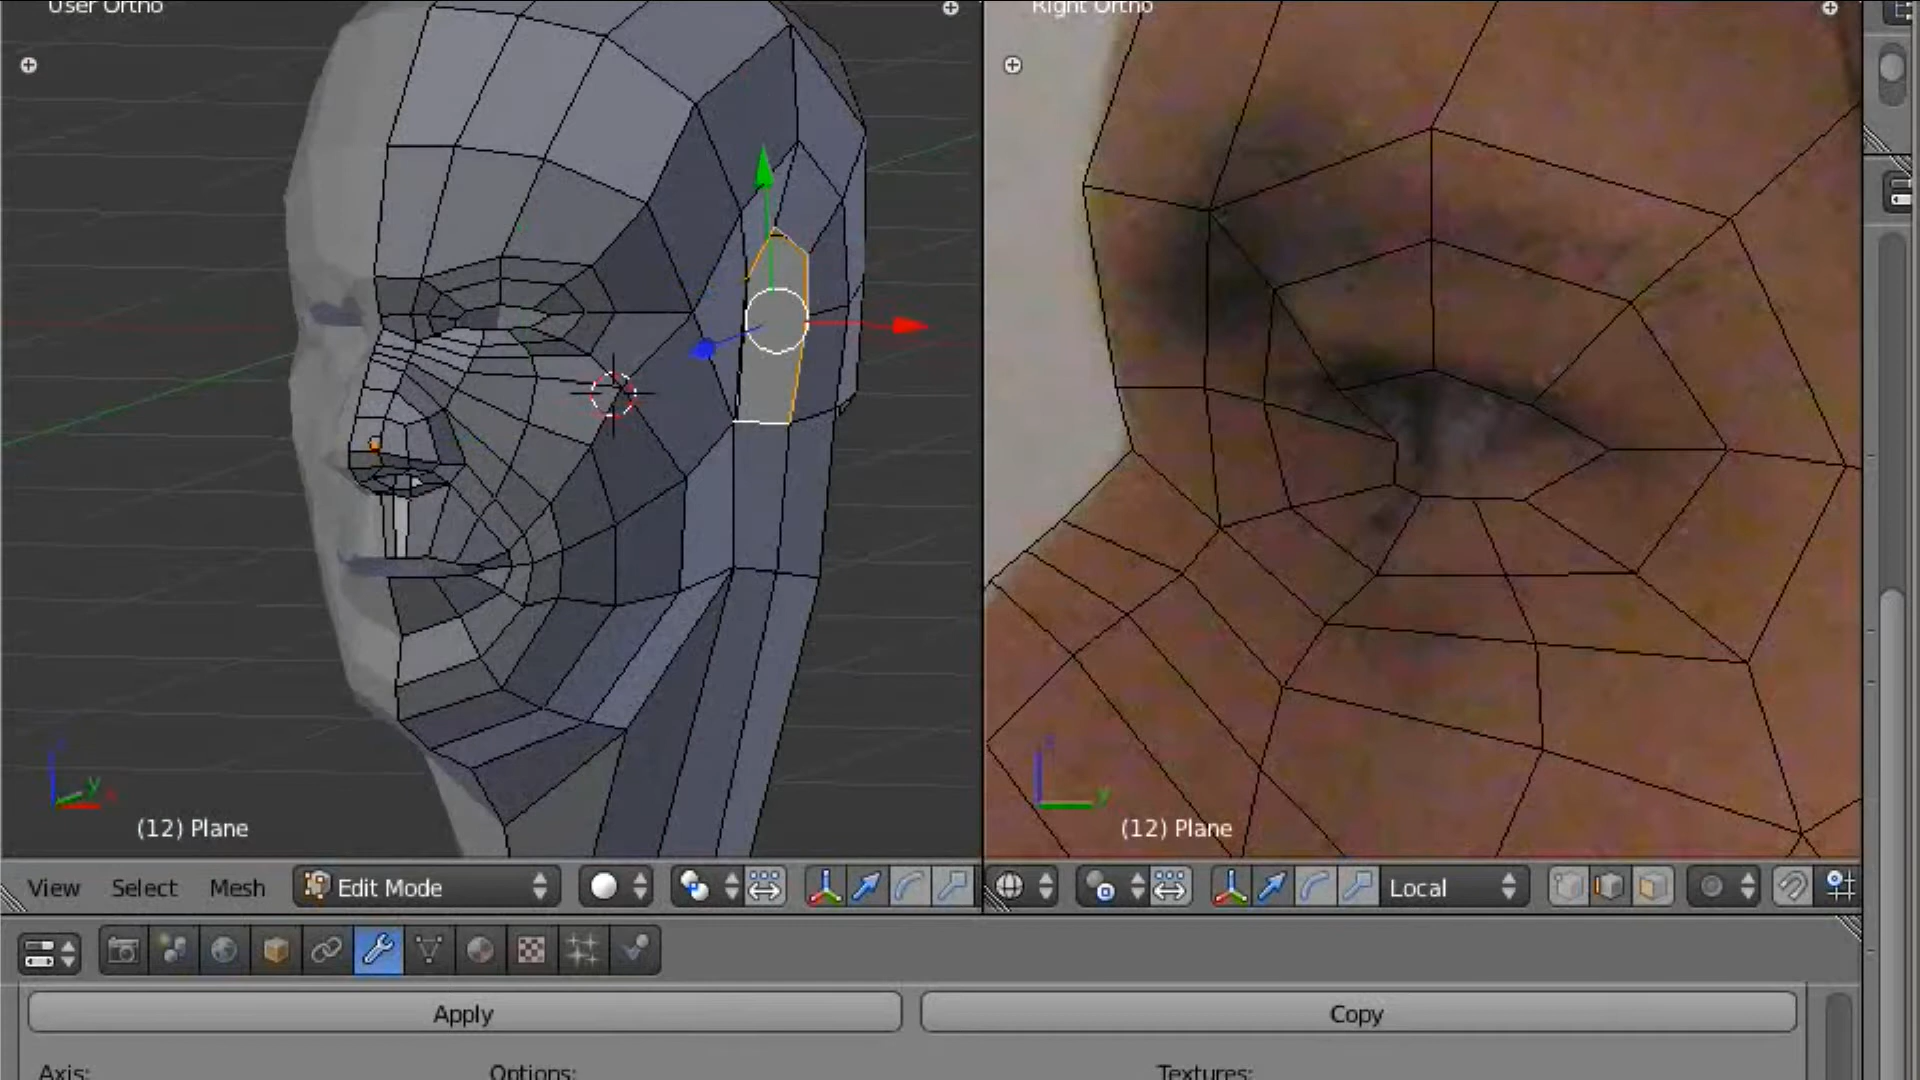 User Ortho
Right Ortho
(12) Plane
(12) Plane
View Select Mesh Edit Mode
Local
Apply
Copy
Axis:
Options:
Textures: